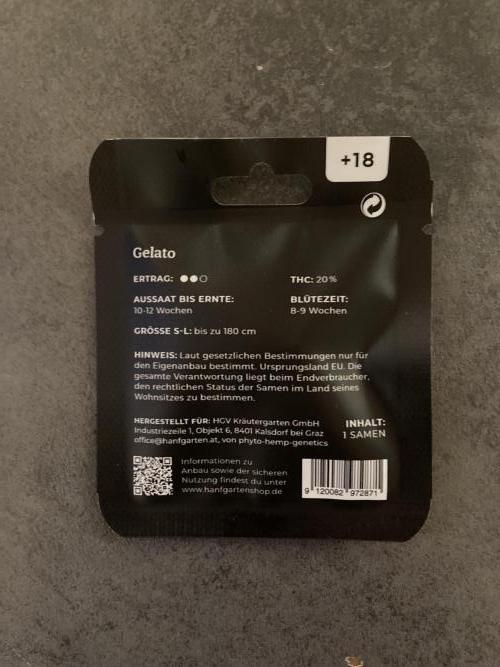 +18
Gelato
ERTRAG:
THC: 20%
AUSSAAT BIS ERNTE:
10-12 Wochen
BLÜTEZEIT:
8-9 Wochen
GRÖSSE S-L: bis zu 180 cm
HINWEIS: Laut gesetzlichen Bestimmungen nur für
den Eigenanbau bestimmt. Ursprungsland EU. Die
gesamte Verantwortung liegt beim Endverbraucher,
den rechtlichen Status der Samen im Land seines
Wohnsitzes zu bestimmen.
HERGESTELLT FÜR: HGV Kräutergarten GmbH
Industriezeile 1, Objekt 6, 8401 Kalsdorf bei Graz
office@hanfgarten.at, von phyto-hemp-genetics
INHALT:
1 SAMEN
Informationen zu
Anbau sowie der sicheren
Nutzung findest du unter
www.hanfgartenshop.de
9 120082 972871